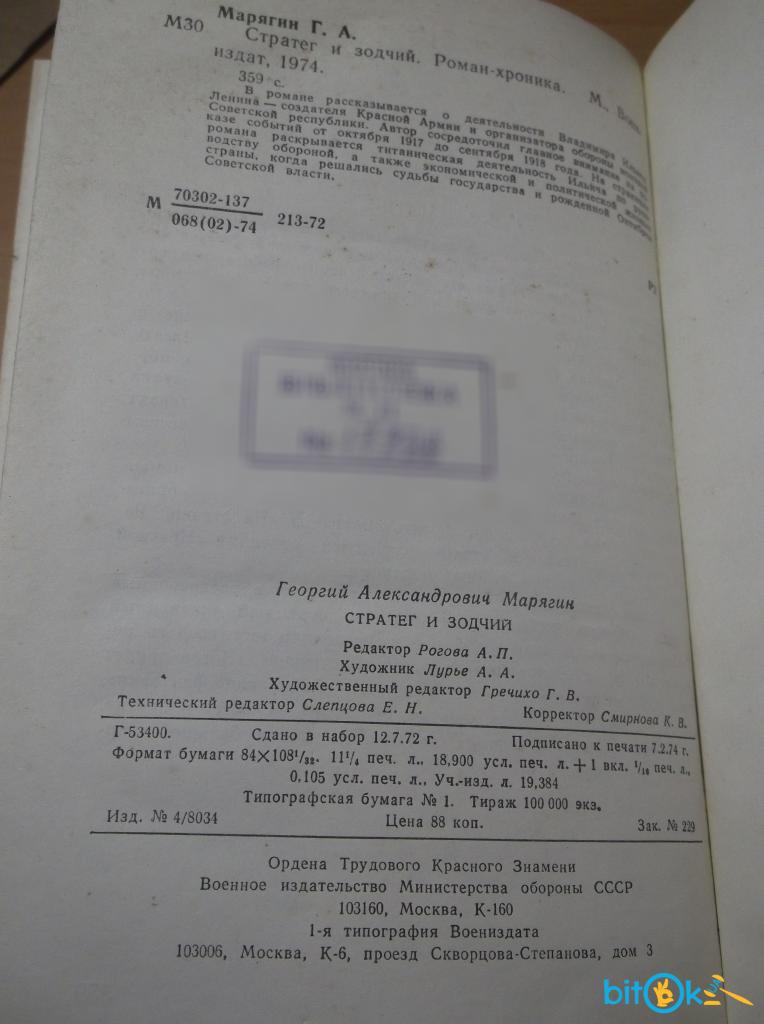 Марягин Г. А.
М30 Стратег и зодчий. Роман-хроника. М., Воен-
издат, 1974.
359 с.
В романе рассказывается о деятельности Владимира
Ленина — создателя Красной Армии и организатора обороны
Советской республики. Автор сосредоточил главное внимание на
казе событий от октября 1917 до сентября 1918 года. На
романа раскрывается титаническая деятельность Ильича по
водству обороной, а также экономической и политической
страны, когда решались судьбы государства и рожденной
Советской власти.
М 70302-137
068(02)-74 213-72
Георгий Александрович Марягин
СТРАТЕГ И ЗОДЧИЙ
Редактор Рогова А. П.
Художник Лурье А. А.
Художественный редактор Гречихо Г. В.
Технический редактор Слепцова Е. Н. Корректор Смирнова К. В.
Г-53400. Сдано в набор 12.7.72 г. Подписано к печати 7.2.74 г.
Формат бумаги 84×108¹/₃₂. 11¹/₄ печ. л., 18,900 усл. печ. л. + 1 вкл. ¹/₁₆ печ. л.,
0,105 усл. печ. л., Уч.-изд. л. 19,384
Типографская бумага № 1. Тираж 100 000 экз.
Изд. № 4/8034 Цена 88 коп. Зак. № 229
Ордена Трудового Красного Знамени
Военное издательство Министерства обороны СССР
103160, Москва, К-160
1-я типография Воениздата
103006, Москва, К-6, проезд Скворцова-Степанова, дом 3